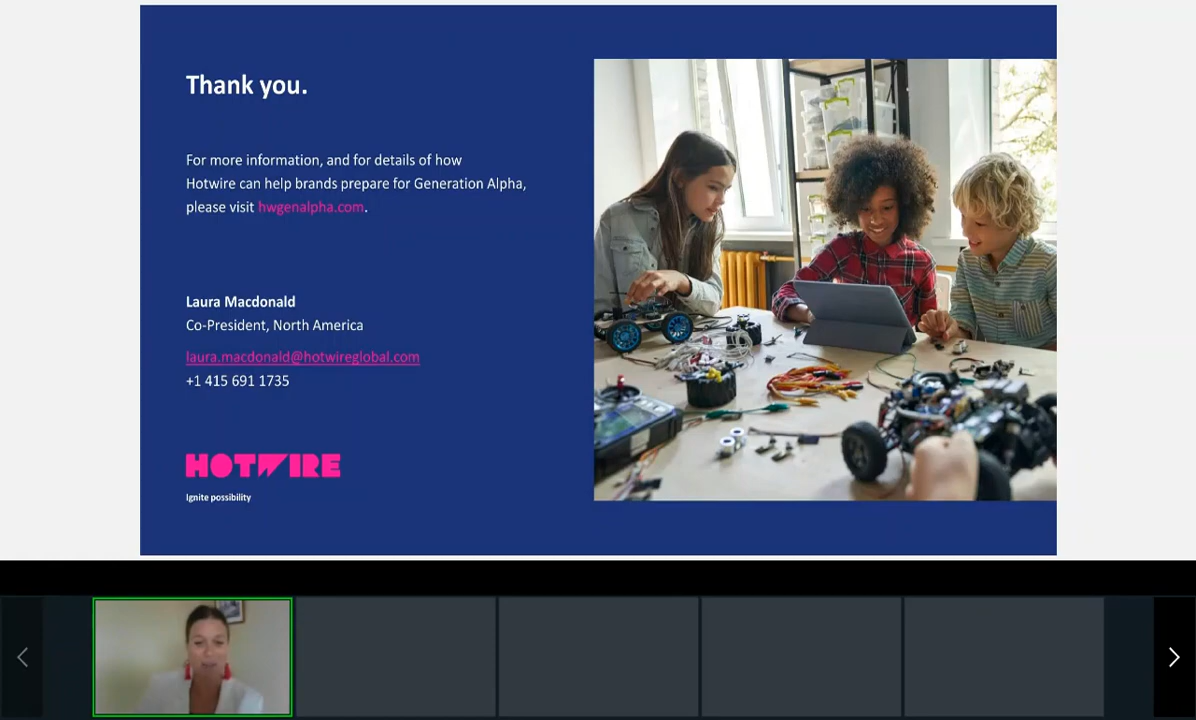 Thank you.
For more information, and for details of how
Hotwire can help brands prepare for Generation Alpha,
please visit hwgenalpha.com.
Laura Macdonald
Co-President, North America
laura.macdonald@hotwireglobal.com
+1 415 691 1735
HOTWIRE
Ignite possibility